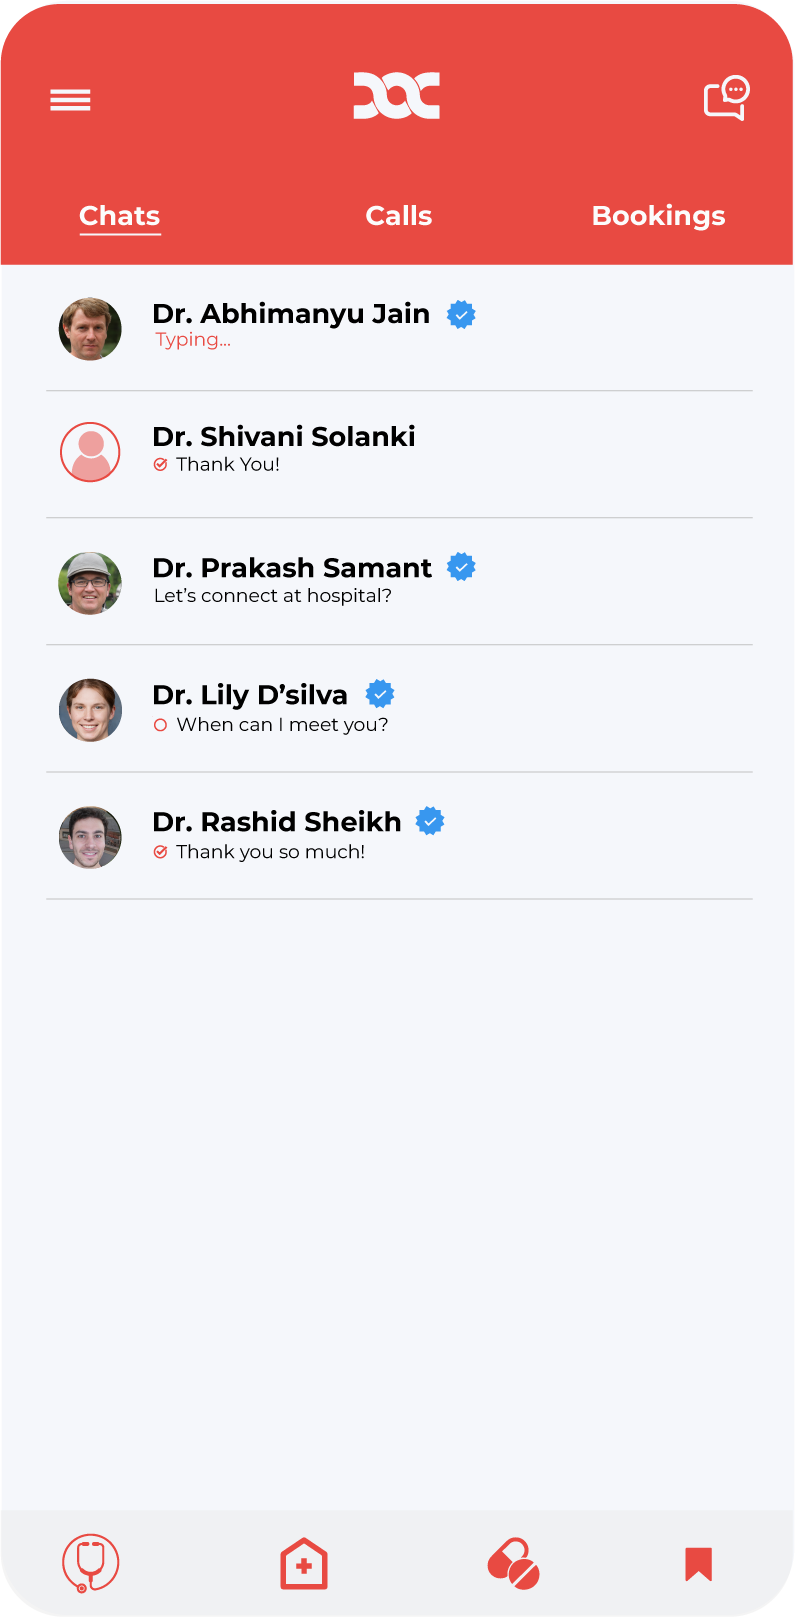 DOC
Chats Calls Bookings
Dr. Abhimanyu Jain
Typing...
Dr. Shivani Solanki
Thank You!
Dr. Prakash Samant
Let's connect at hospital?
Dr. Lily D'silva
When can I meet you?
Dr. Rashid Sheikh
Thank you so much!